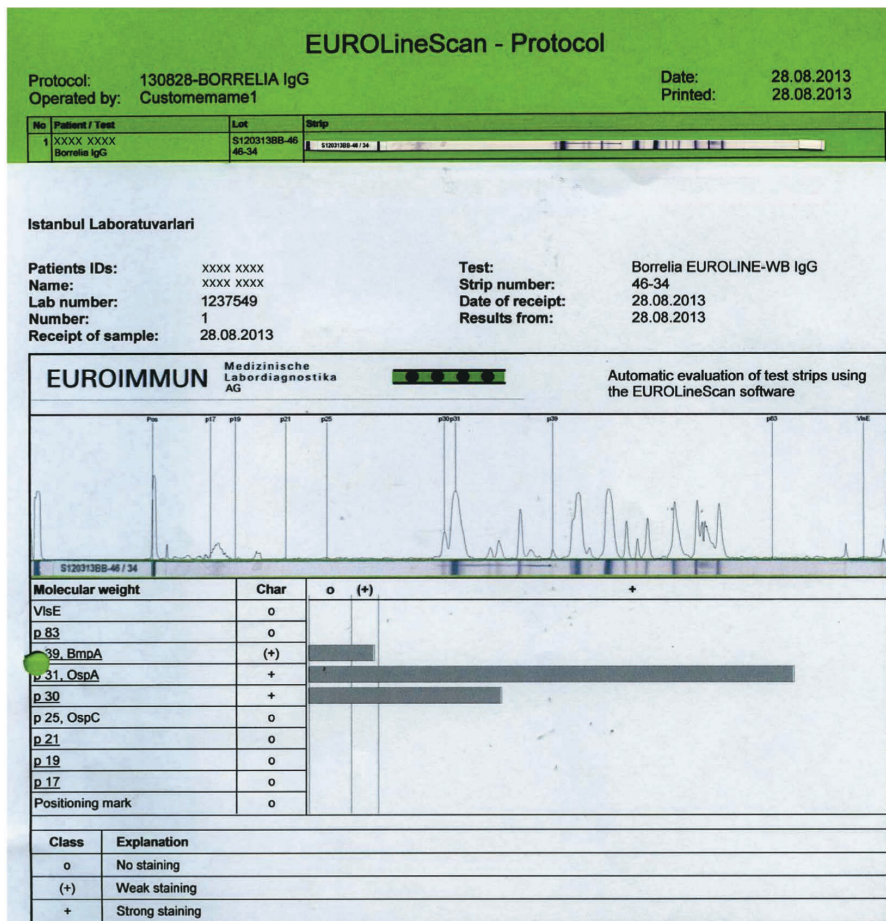 EUROLineScan - Protocol
Protocol: 130828-BORRELIA IgG
Operated by: Customername1
Date: 28.08.2013
Printed: 28.08.2013
No Patient / Test Lot Strip
1 XXXX XXXX S120313BB-46 S120313BB-46 / 34
Borrelia IgG 46-34
Istanbul Laboratuvarlari
Patients IDs: XXXX XXXX
Name: XXXX XXXX
Lab number: 1237549
Number: 1
Receipt of sample: 28.08.2013
Test: Borrelia EUROLINE-WB IgG
Strip number: 46-34
Date of receipt: 28.08.2013
Results from: 28.08.2013
EUROIMMUN Medizinische
Labordiagnostika
AG
Automatic evaluation of test strips using
the EUROLineScan software
Pos p17 p19 p21 p25 p30 p31 p39 p83 VlsE
S120313BB-46 / 34
Molecular weight Char o (+) +
VlsE o
p 83 o
39, BmpA (+)
p 31, OspA +
p 30 +
p 25, OspC o
p 21 o
p 19 o
p 17 o
Positioning mark o
Class Explanation
o No staining
(+) Weak staining
+ Strong staining